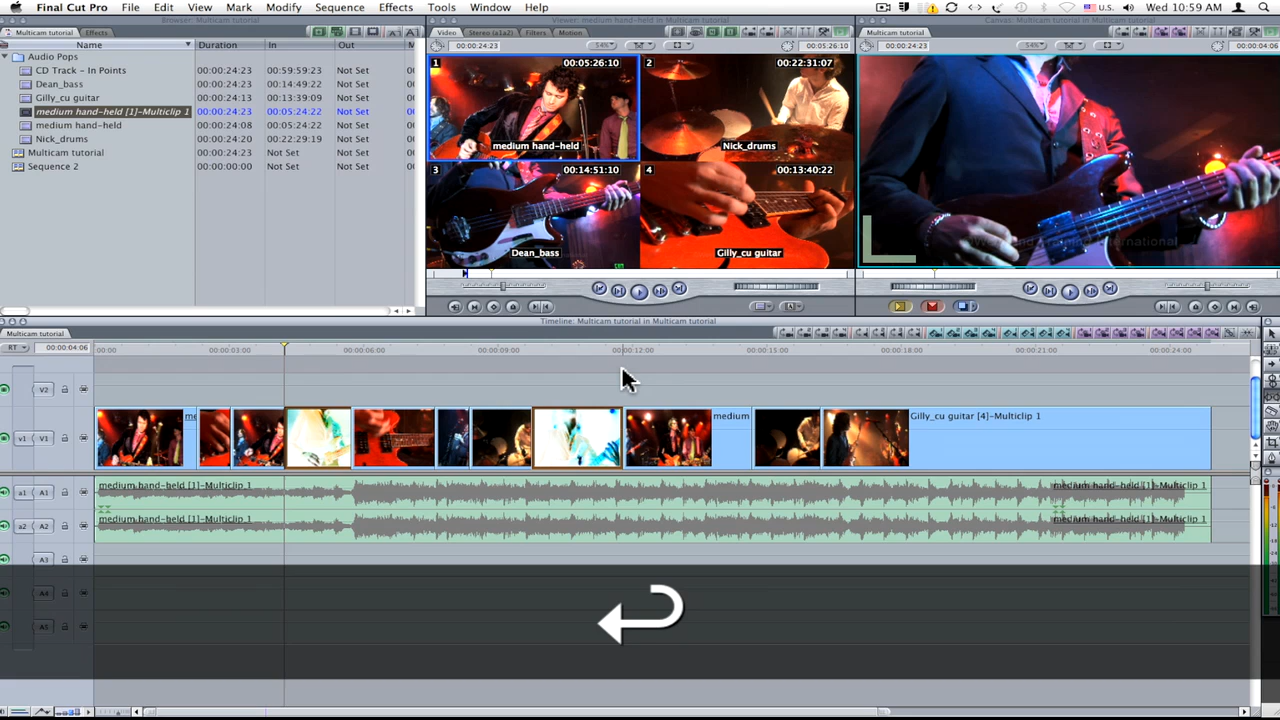 Final Cut Pro File Edit View Mark Modify Sequence Effects Tools Window Help U.S. Wed 10:59 AM
Browser: Multicam tutorial
Viewer: medium hand-held in Multicam tutorial
Canvas: Multicam tutorial in Multicam tutorial
Multicam tutorial Effects
Video Stereo (a1a2) Filters Motion
Multicam tutorial
Name Duration In Out M
00:00:24:23 54% 00:05:26:10
00:00:24:23 54% 00:00:04:06
Audio Pops
CD Track - In Points 00:00:24:23 00:59:59:23 Not Set
Dean_bass 00:00:24:23 00:14:49:22 Not Set
Gilly_cu guitar 00:00:24:13 00:13:39:09 Not Set
medium hand-held [1]-Multiclip 1 00:00:24:23 00:05:24:22 Not Set
medium hand-held 00:00:24:08 00:05:24:22 Not Set
Nick_drums 00:00:24:20 00:22:29:19 Not Set
Multicam tutorial 00:00:24:23 Not Set Not Set
Sequence 2 00:00:00:00 Not Set Not Set
1 00:05:26:10
medium hand-held
2 00:22:31:07
Nick_drums
3 00:14:51:10
Dean_bass
4 00:13:40:22
Gilly_cu guitar
International
Timeline: Multicam tutorial in Multicam tutorial
Multicam tutorial
RT 00:00:04:06 00:00 00:00:03:00 00:00:06:00 00:00:09:00 00:00:12:00 00:00:15:00 00:00:18:00 00:00:21:00 00:00:24:00
V2
v1 V1 me medium Gilly_cu guitar [4]-Multiclip 1
a1 A1 medium hand-held [1]-Multiclip 1 medium hand-held [1]-Multiclip 1
a2 A2 medium hand-held [1]-Multiclip 1 medium hand-held [1]-Multiclip 1
A3
A4
A5